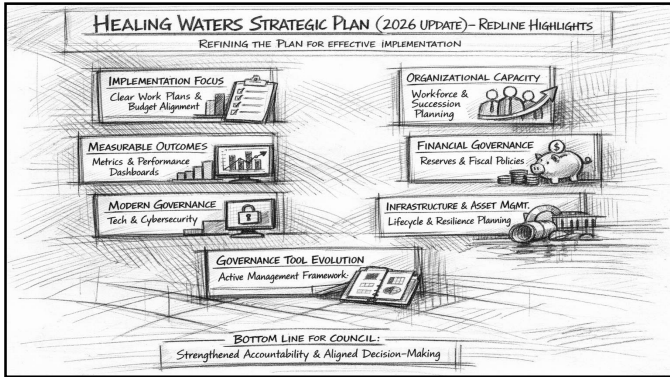 HEALING WATERS STRATEGIC PLAN (2026 UPDATE) – REDLINE HIGHLIGHTS
REFINING THE PLAN FOR EFFECTIVE IMPLEMENTATION
IMPLEMENTATION FOCUS
Clear Work Plans &
Budget Alignment
ORGANIZATIONAL CAPACITY
Workforce &
Succession
Planning
MEASURABLE OUTCOMES
Metrics & Performance
Dashboards
FINANCIAL GOVERNANCE
Reserves & Fiscal Policies
$
MODERN GOVERNANCE
Tech & Cybersecurity
INFRASTRUCTURE & ASSET MGMT.
Lifecycle & Resilience Planning
GOVERNANCE TOOL EVOLUTION
Active Management Framework.
BOTTOM LINE FOR COUNCIL:
Strengthened Accountability & Aligned Decision-Making